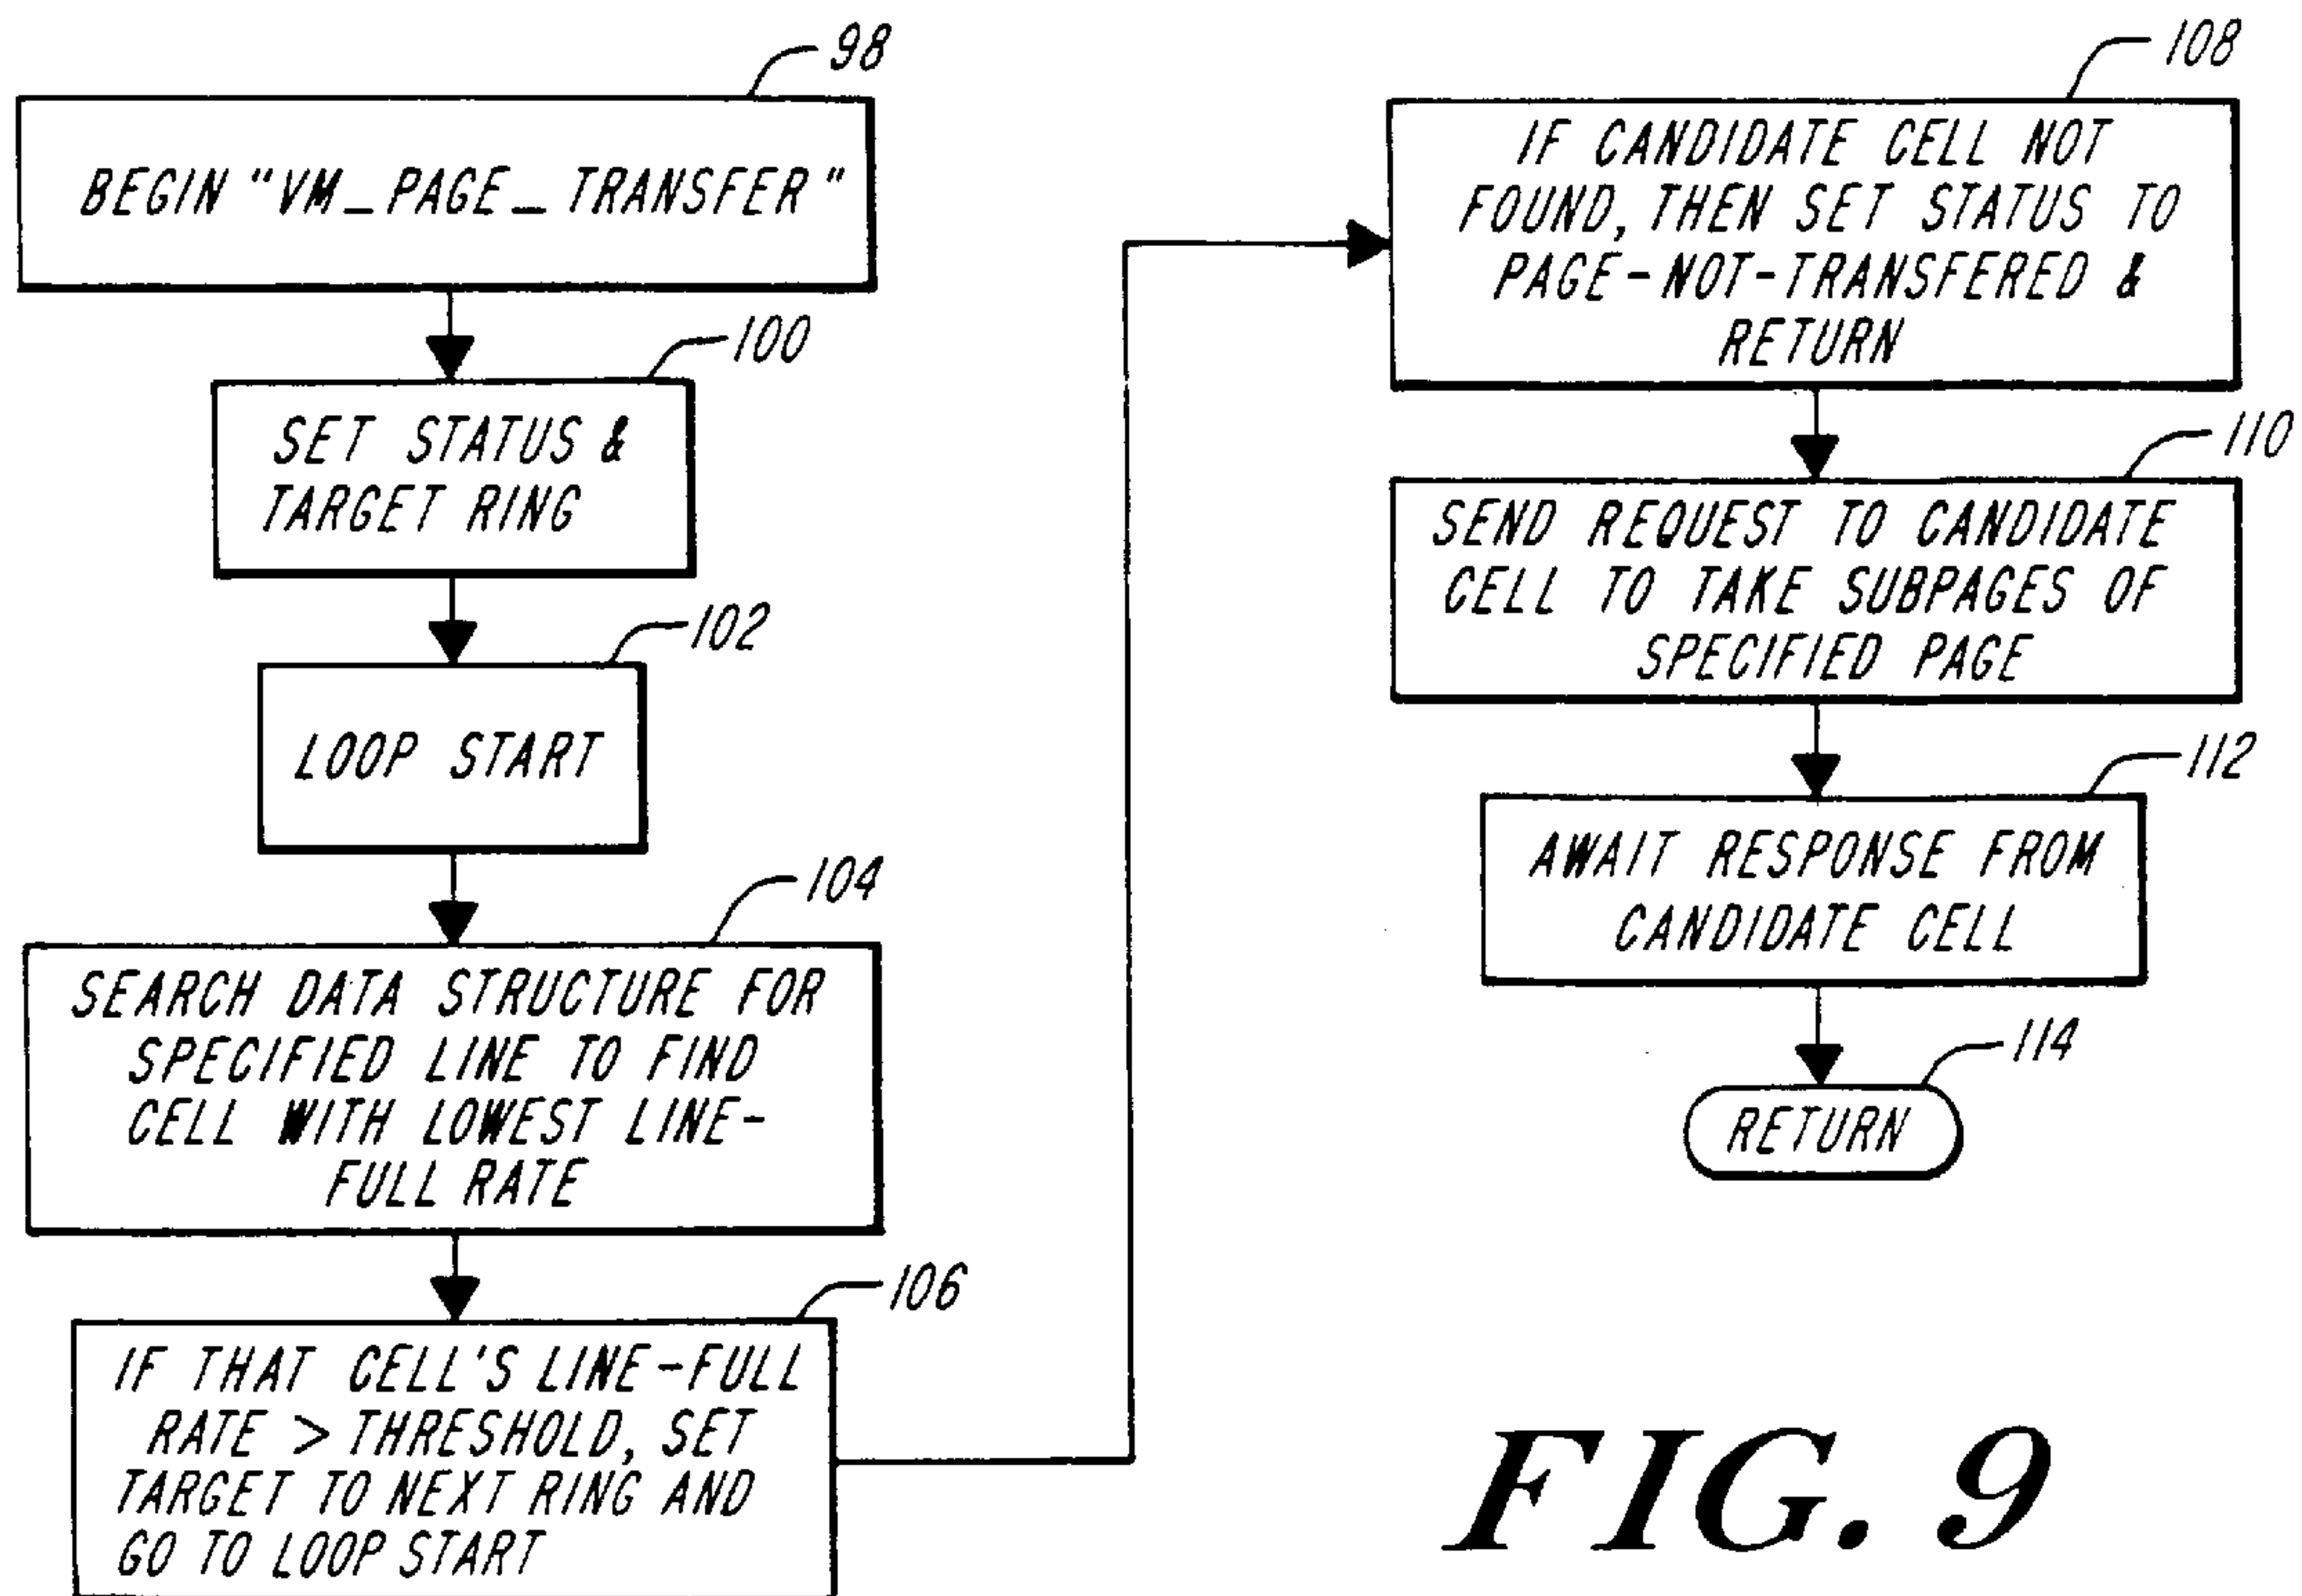 98
BEGIN "VM_PAGE_TRANSFER"
100
SET STATUS &
TARGET RING
102
LOOP START
104
SEARCH DATA STRUCTURE FOR
SPECIFIED LINE TO FIND
CELL WITH LOWEST LINE-
FULL RATE
106
IF THAT CELL'S LINE-FULL
RATE > THRESHOLD, SET
TARGET TO NEXT RING AND
GO TO LOOP START
108
IF CANDIDATE CELL NOT
FOUND, THEN SET STATUS TO
PAGE-NOT-TRANSFERED &
RETURN
110
SEND REQUEST TO CANDIDATE
CELL TO TAKE SUBPAGES OF
SPECIFIED PAGE
112
AWAIT RESPONSE FROM
CANDIDATE CELL
114
RETURN
FIG. 9